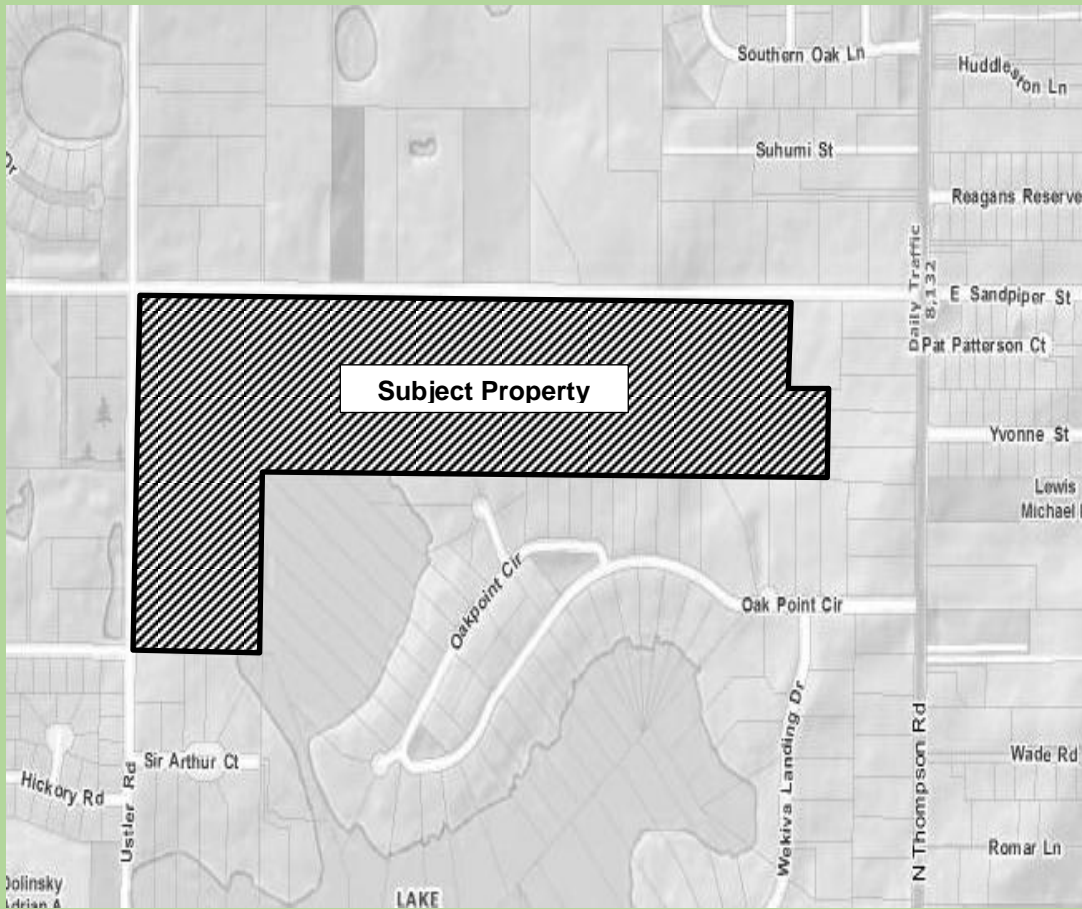 Southern Oak Ln
Huddleston Ln
Suhumi St
Dr
Reagans Reserve
Daily Traffic
8,132
E Sandpiper St
Pat Patterson Ct
Subject Property
Yvonne St
Lewis
Michael
Oakpoint Cir
Oak Point Cir
Wekiva Landing Dr
N Thompson Rd
Sir Arthur Ct
Hickory Rd
Ustler Rd
Wade Rd
Romar Ln
Dolinsky
Adrian A
LAKE